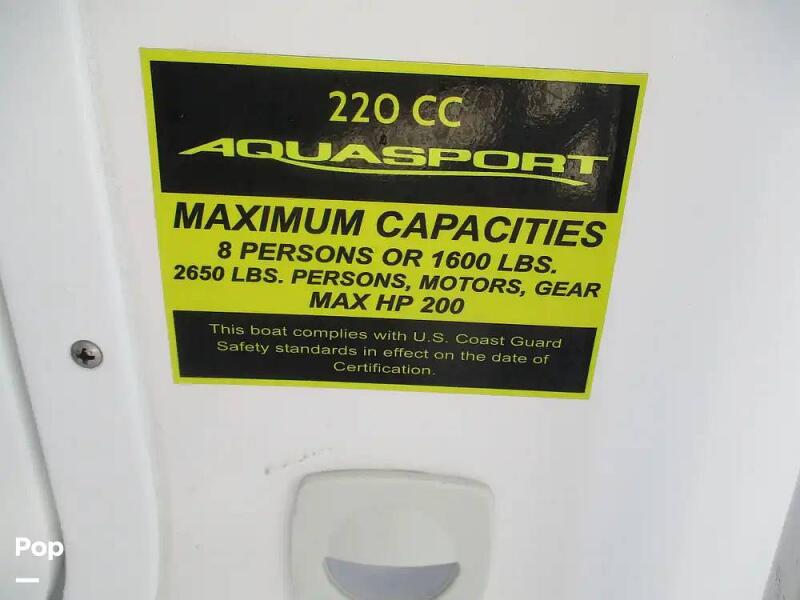 220 CC
AQUASPORT
MAXIMUM CAPACITIES
8 PERSONS OR 1600 LBS.
2650 LBS. PERSONS, MOTORS, GEAR
MAX HP 200
This boat complies with U.S. Coast Guard
Safety standards in effect on the date of
Certification.
Pop